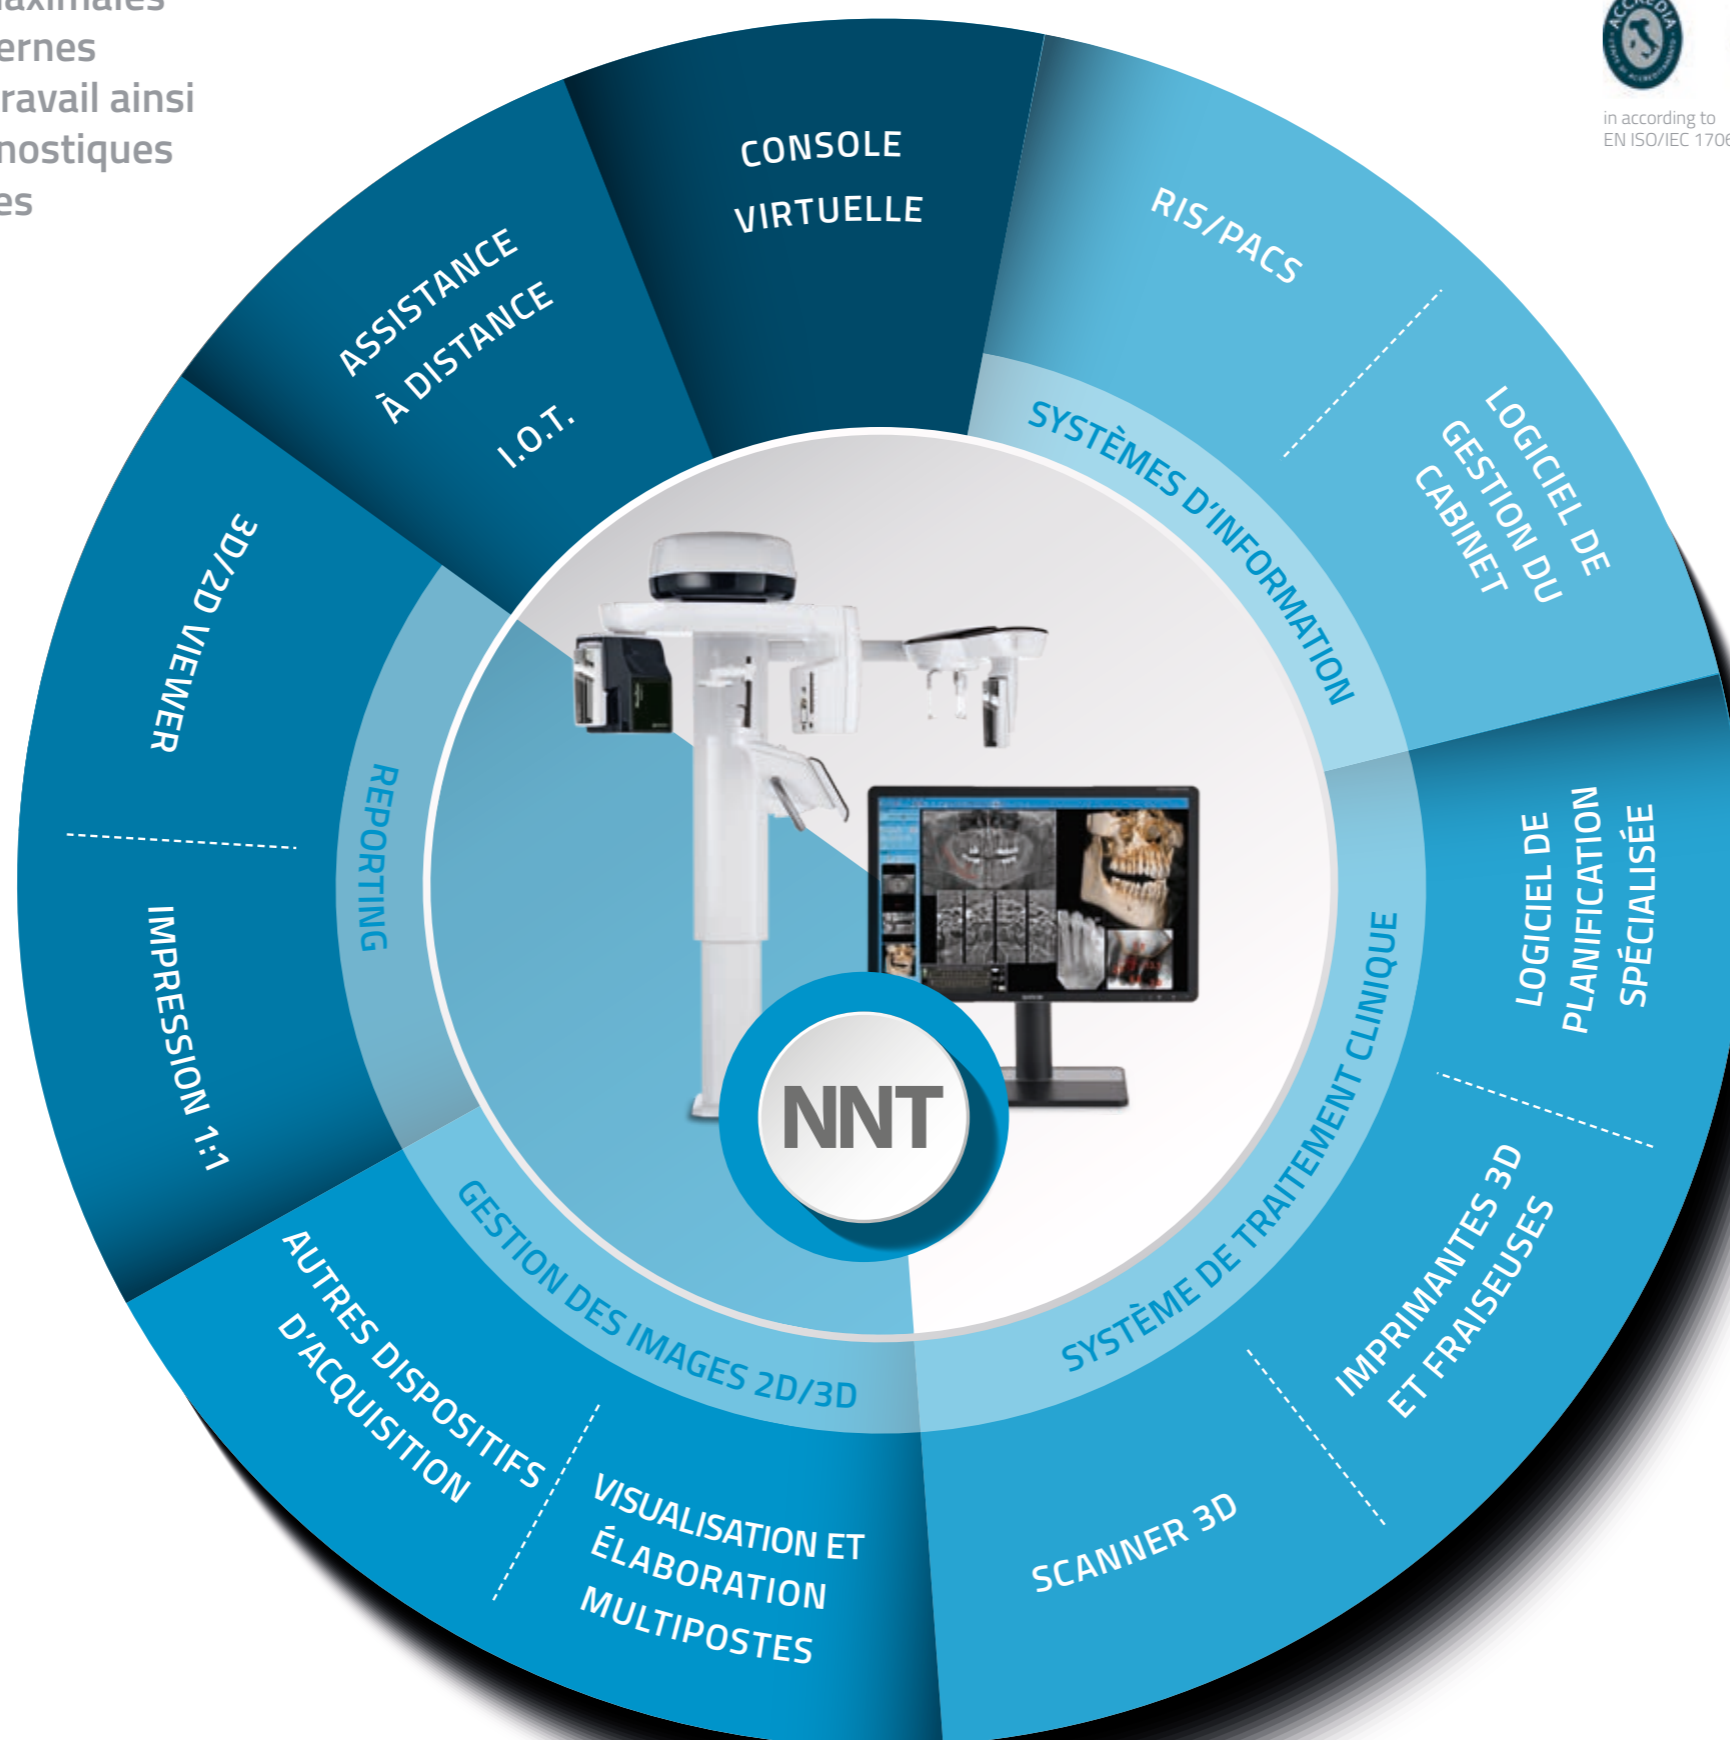 ernes
ravail ainsi
nostiques
es
ACCREDIA
in according to
EN ISO/IEC 1706
CONSOLE
VIRTUELLE
RIS/PACS
LOGICIEL DE
GESTION DU
CABINET
SYSTÈMES D'INFORMATION
LOGICIEL DE
PLANIFICATION
SPÉCIALISÉE
IMPRIMANTES 3D
ET FRAISEUSES
SCANNER 3D
SYSTÈME DE TRAITEMENT CLINIQUE
VISUALISATION ET
ÉLABORATION
MULTIPOSTES
AUTRES DISPOSITIFS
D'ACQUISITION
GESTION DES IMAGES 2D/3D
IMPRESSION 1:1
3D/2D VIEWER
REPORTING
ASSISTANCE
À DISTANCE
I.O.T.
NNT